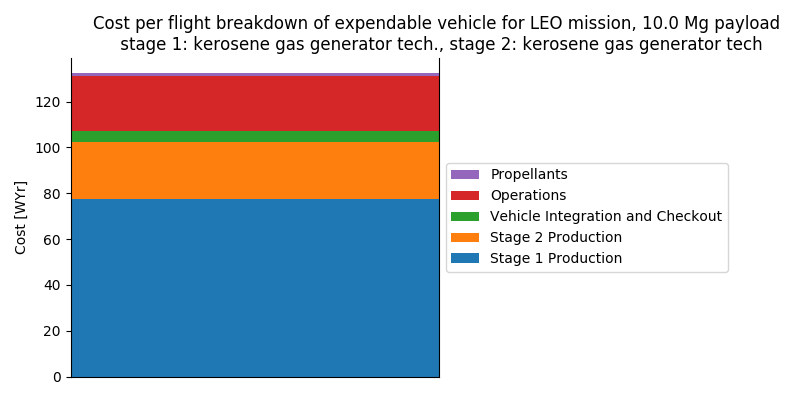 Cost per flight breakdown of expendable vehicle for LEO mission, 10.0 Mg payload
stage 1: kerosene gas generator tech., stage 2: kerosene gas generator tech
120
100
80
60
40
20
0
Cost [WYr]
Propellants
Operations
Vehicle Integration and Checkout
Stage 2 Production
Stage 1 Production